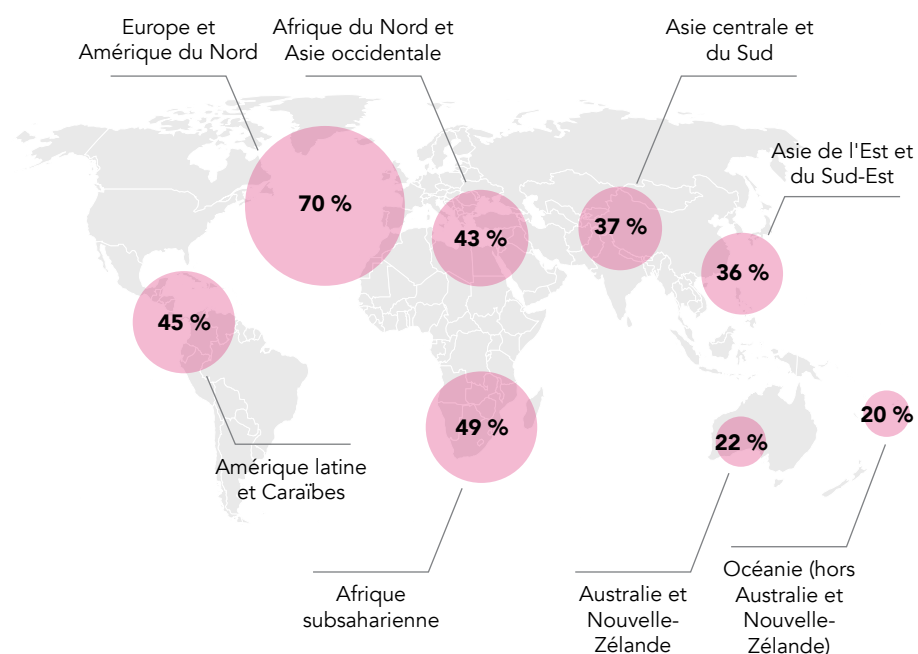 Europe et
Amérique du Nord
Afrique du Nord et
Asie occidentale
Asie centrale et
du Sud
Asie de l'Est et
du Sud-Est
70 %
43 %
37 %
36 %
45 %
49 %
22 %
20 %
Amérique latine
et Caraïbes
Afrique
subsaharienne
Australie et
Nouvelle-
Zélande
Océanie (hors
Australie et
Nouvelle-
Zélande)